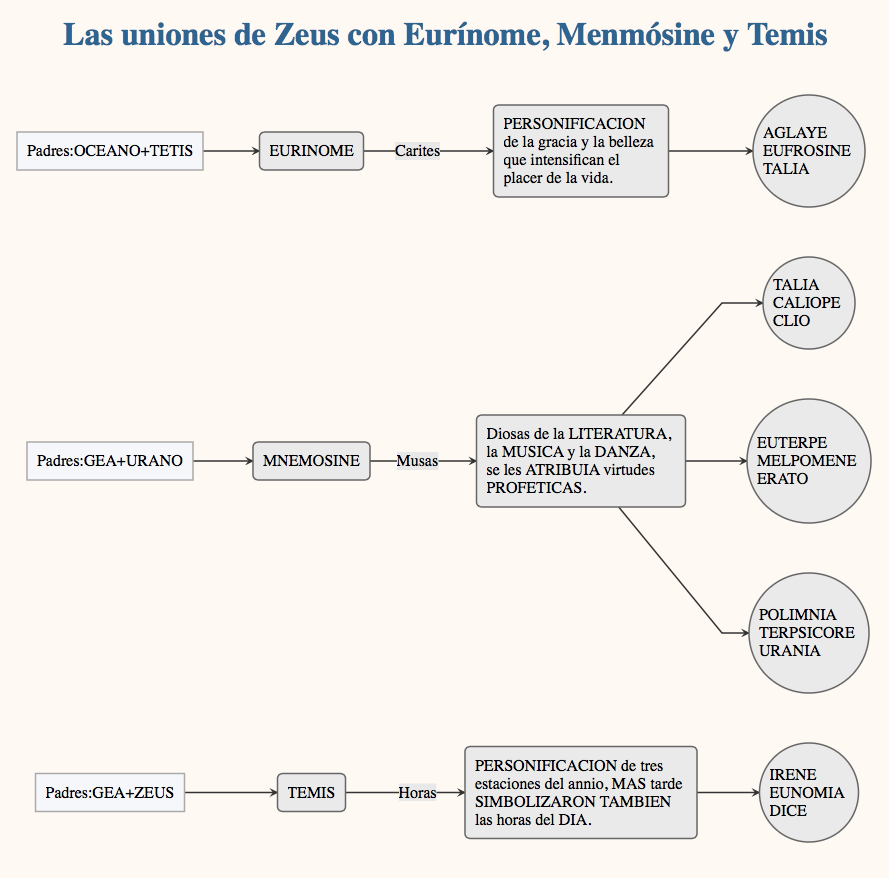 Las uniones de Zeus con Eurínome, Menmósine y Temis
Padres:OCEANO+TETIS
EURINOME
Carites
PERSONIFICACION
de la gracia y la belleza
que intensifican el
placer de la vida.
AGLAYE
EUFROSINE
TALIA
Padres:GEA+URANO
MNEMOSINE
Musas
Diosas de la LITERATURA,
la MUSICA y la DANZA,
se les ATRIBUIA virtudes
PROFETICAS.
TALIA
CALIOPE
CLIO
EUTERPE
MELPOMENE
ERATO
POLIMNIA
TERPSICORE
URANIA
Padres:GEA+ZEUS
TEMIS
Horas
PERSONIFICACION de tres
estaciones del annio, MAS tarde
SIMBOLIZARON TAMBIEN
las horas del DIA.
IRENE
EUNOMIA
DICE